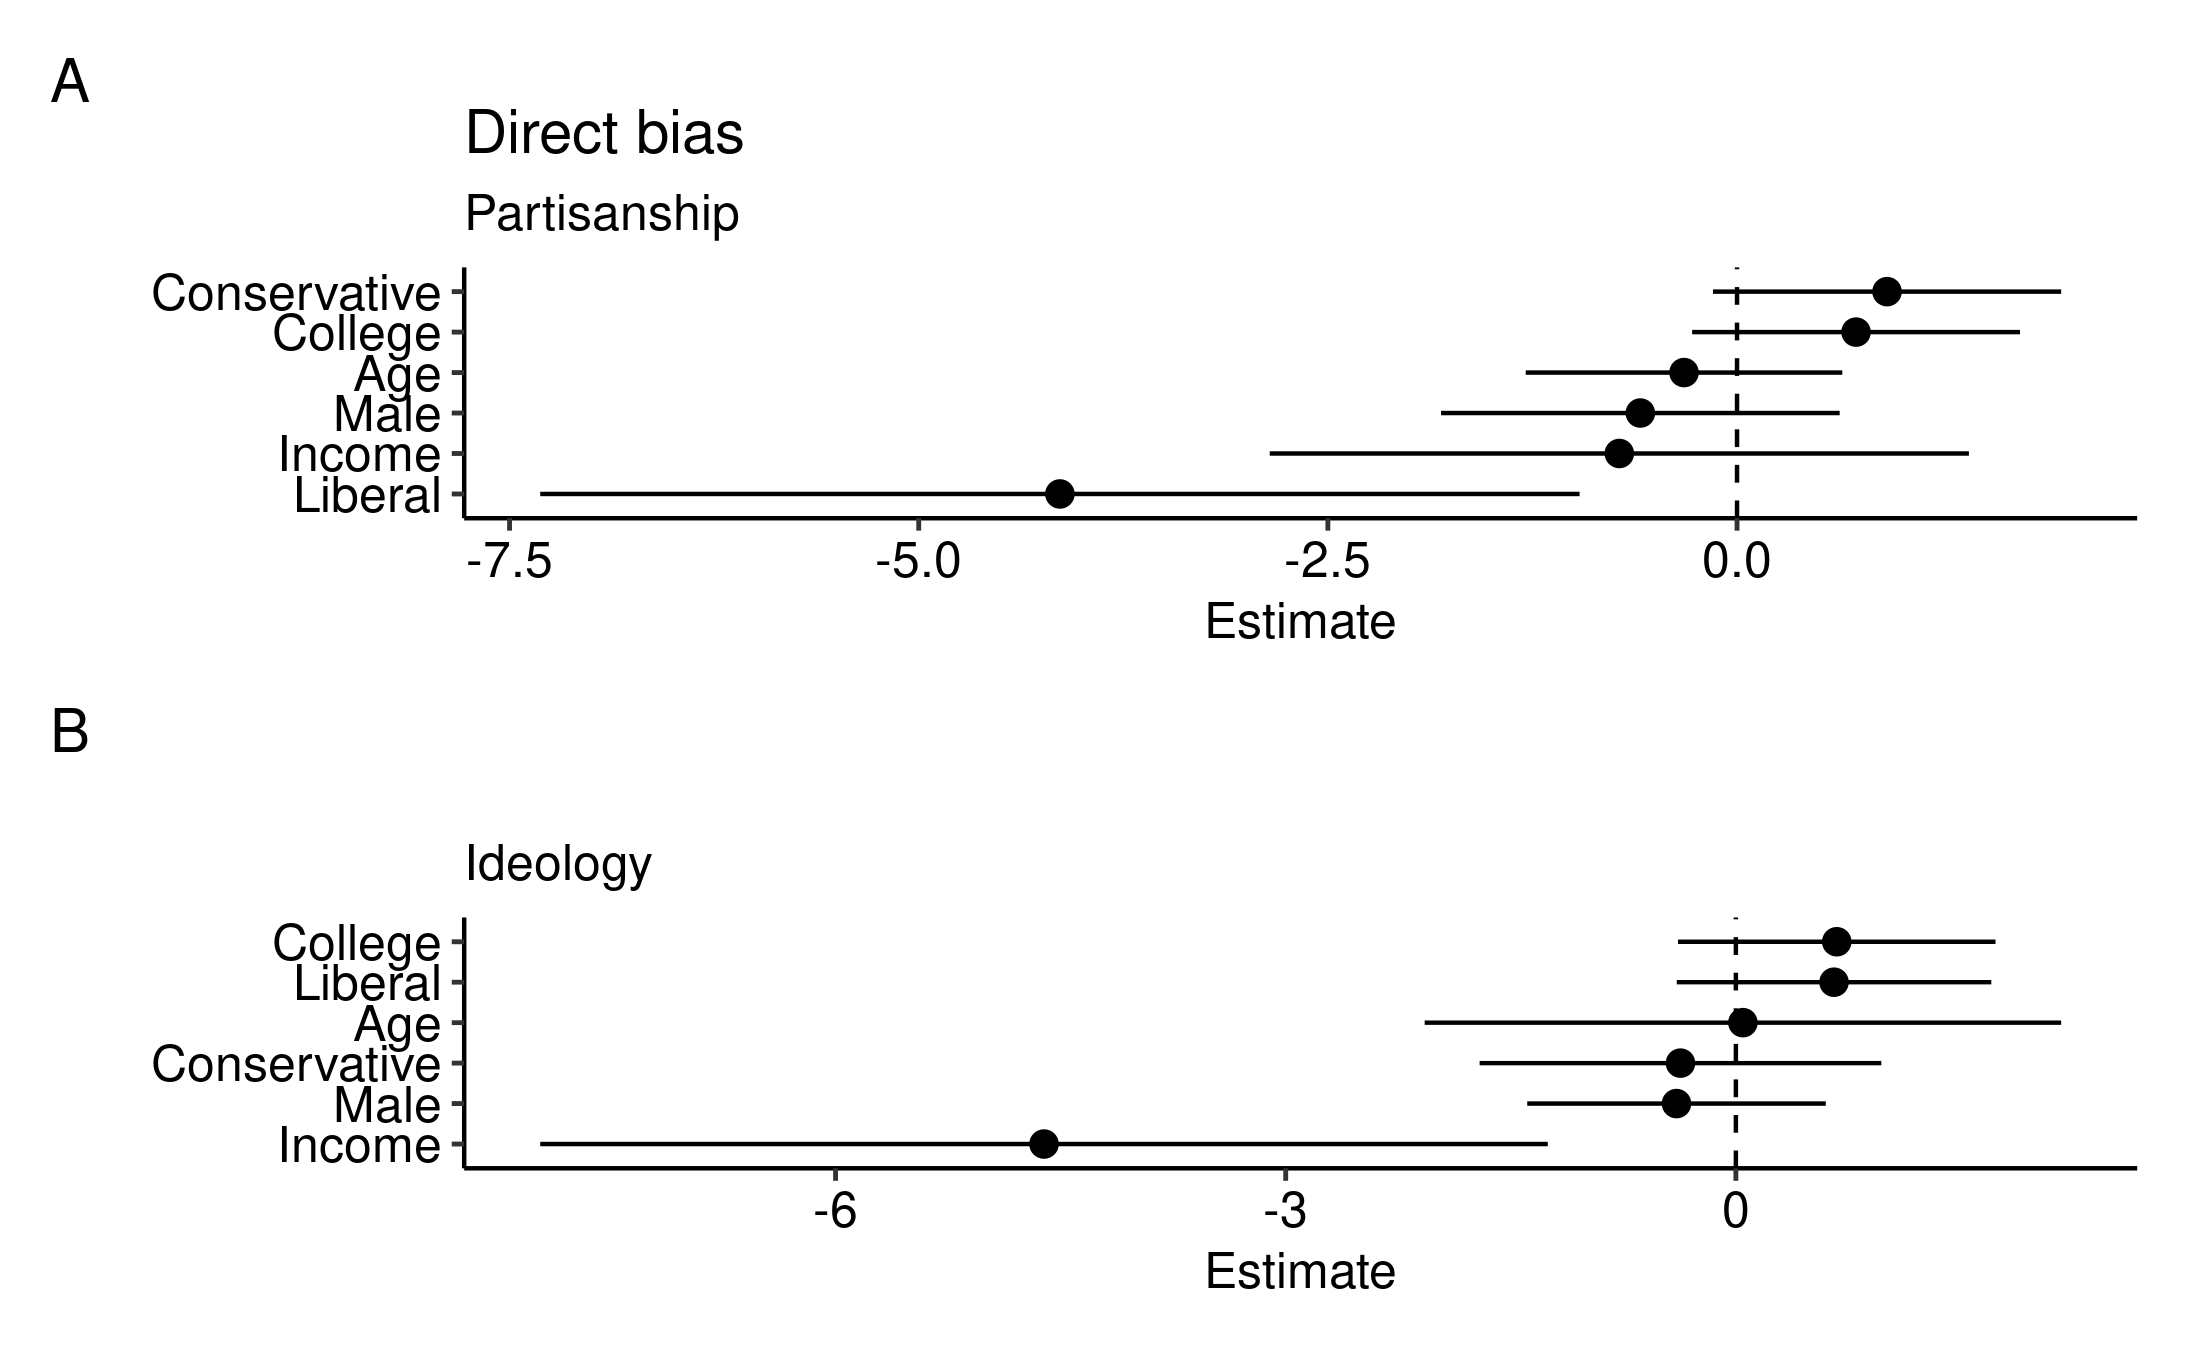 A
Direct bias
Partisanship
Conservative
College
Age
Male
Income
Liberal
-7.5 -5.0 -2.5 0.0
Estimate
B
Ideology
College
Liberal
Age
Conservative
Male
Income
-6 -3 0
Estimate